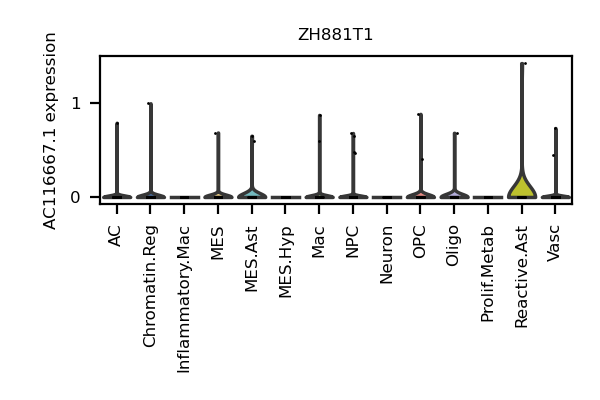 ZH881T1
AC116667.1 expression
1
0
AC
Chromatin.Reg
Inflammatory.Mac
MES
MES.Ast
MES.Hyp
Mac
NPC
Neuron
OPC
Oligo
Prolif.Metab
Reactive.Ast
Vasc